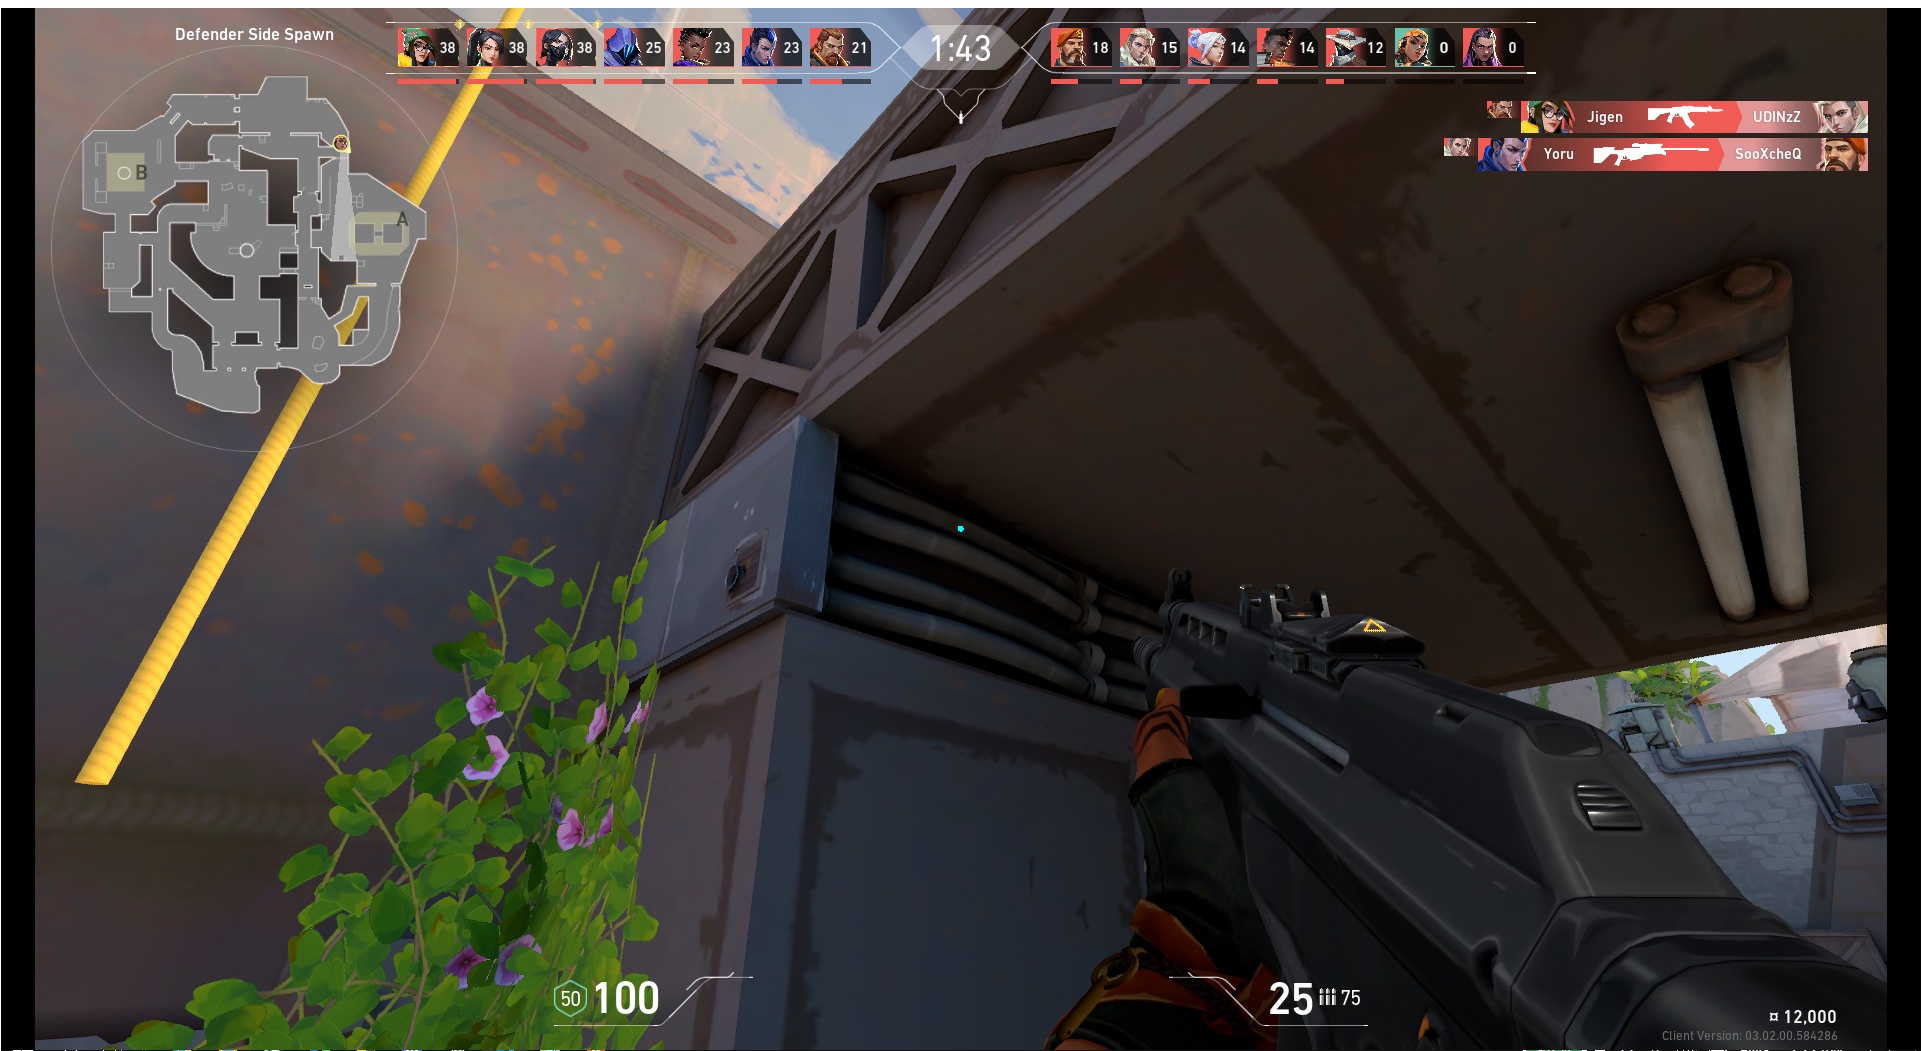 Defender Side Spawn
38 38 38 25 23 23 21
1:43
18 15 14 14 12 0 0
Jigen UDINzZ
Yoru SooXcheQ
B
A
50 100
25 75
¤ 12,000
Client Version: 03.02.00.584286